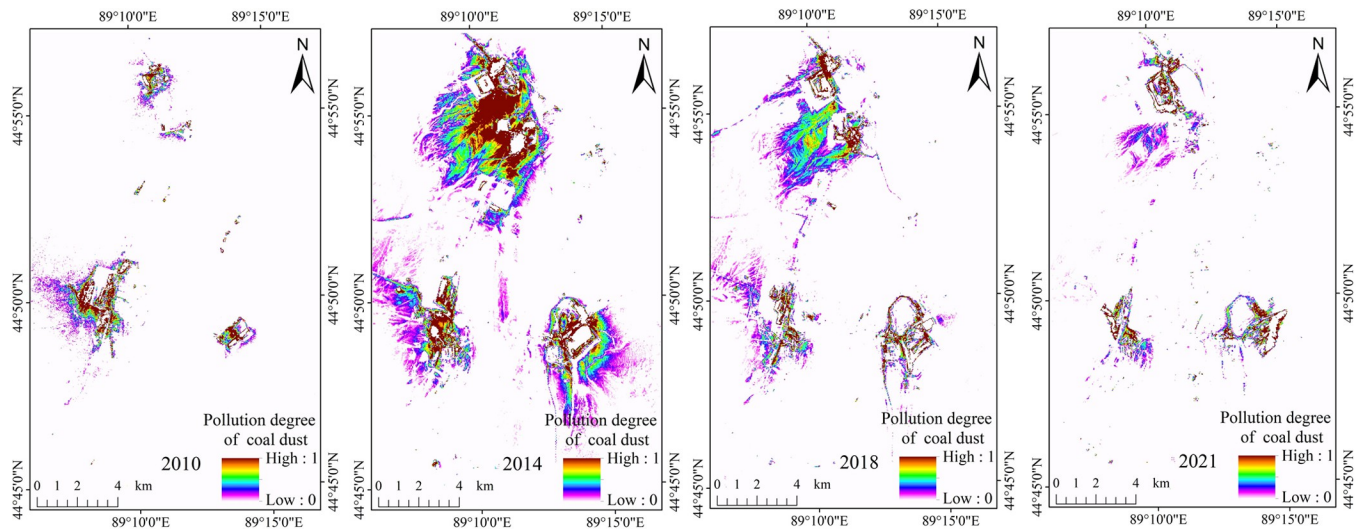 89°10'0"E 89°15'0"E
N
44°55'0"N
44°50'0"N
44°45'0"N
Pollution degree
of coal dust
High : 1
Low : 0
2010
0 1 2 4 km
89°10'0"E 89°15'0"E
89°10'0"E 89°15'0"E
N
44°55'0"N 44°55'0"N
44°50'0"N 44°50'0"N
44°45'0"N 44°45'0"N
Pollution degree
of coal dust
High : 1
Low : 0
2014
0 1 2 4 km
89°10'0"E 89°15'0"E
89°10'0"E 89°15'0"E
N
44°55'0"N 44°55'0"N
44°50'0"N 44°50'0"N
44°45'0"N 44°45'0"N
Pollution degree
of coal dust
High : 1
Low : 0
2018
0 1 2 4 km
89°10'0"E 89°15'0"E
89°10'0"E 89°15'0"E
N
44°55'0"N 44°55'0"N
44°50'0"N 44°50'0"N
44°45'0"N 44°45'0"N
Pollution degree
of coal dust
High : 1
Low : 0
2021
0 1 2 4 km
89°10'0"E 89°15'0"E
44°55'0"N
44°50'0"N
44°45'0"N